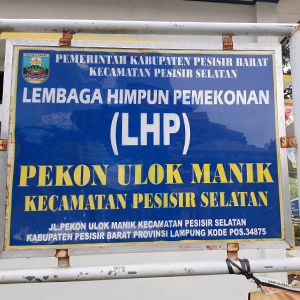 PEMERINTAH KABUPATEN PESISIR BARAT
KECAMATAN PESISIR SELATAN
LEMBAGA HIMPUN PEMEKONAN
(LHP)
PEKON ULOK MANIK
KECAMATAN PESISIR SELATAN
JL.PEKON ULOK MANIK KECAMATAN PESISIR SELATAN
KABUPATEN PESISIR BARAT PROVINSI LAMPUNG KODE POS.34875